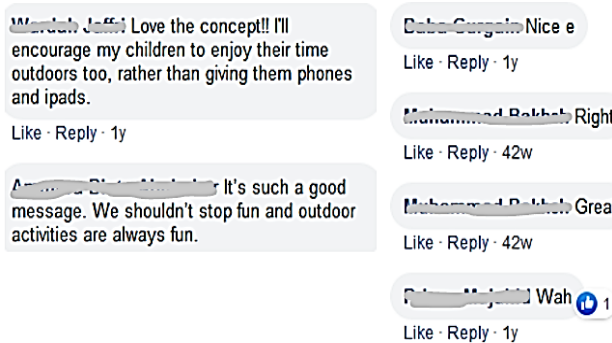 Love the concept!! I'll
encourage my children to enjoy their time
outdoors too, rather than giving them phones
and ipads.
Like · Reply · 1y
It's such a good
message. We shouldn't stop fun and outdoor
activities are always fun.
Nice e
Like · Reply · 1y
Right
Like · Reply · 42w
Grea
Like · Reply · 42w
Wah
1
Like · Reply · 1y